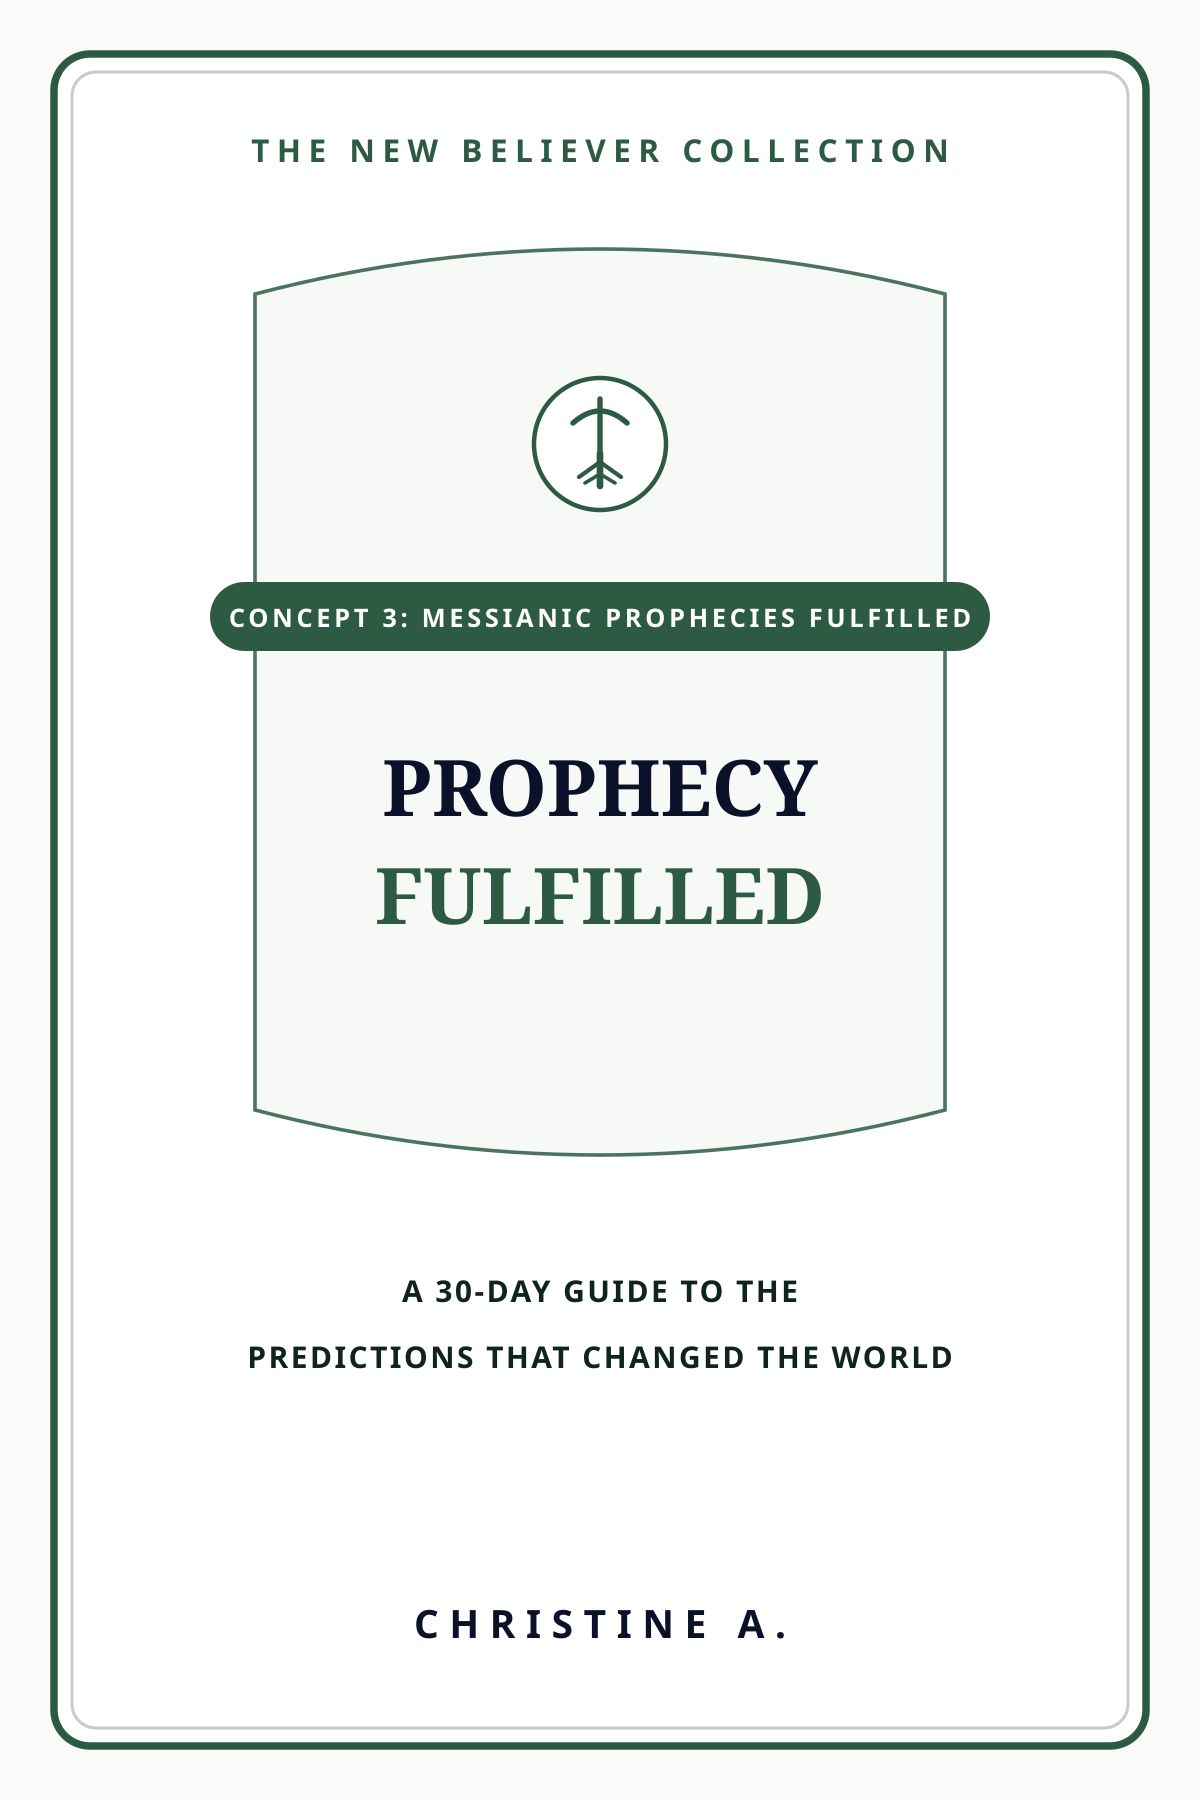 THE NEW BELIEVER COLLECTION
CONCEPT 3: MESSIANIC PROPHECIES FULFILLED
PROPHECY
FULFILLED
A 30-DAY GUIDE TO THE
PREDICTIONS THAT CHANGED THE WORLD
CHRISTINE A.